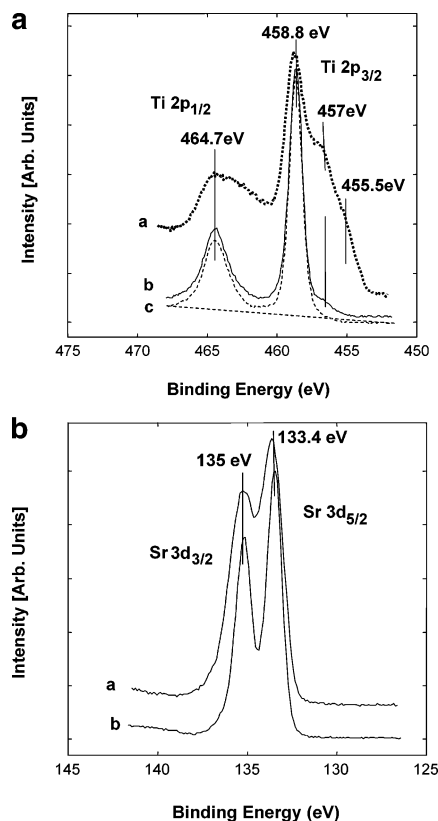 a
458.8 eV
Ti 2p3/2
Ti 2p1/2
457eV
464.7eV
455.5eV
a
b
c
Intensity [Arb. Units]
475 465 460 455 450
Binding Energy (eV)
b
133.4 eV
135 eV
Sr 3d5/2
Sr 3d3/2
a
b
Intensity [Arb. Units]
145 140 135 130 125
Binding Energy (eV)